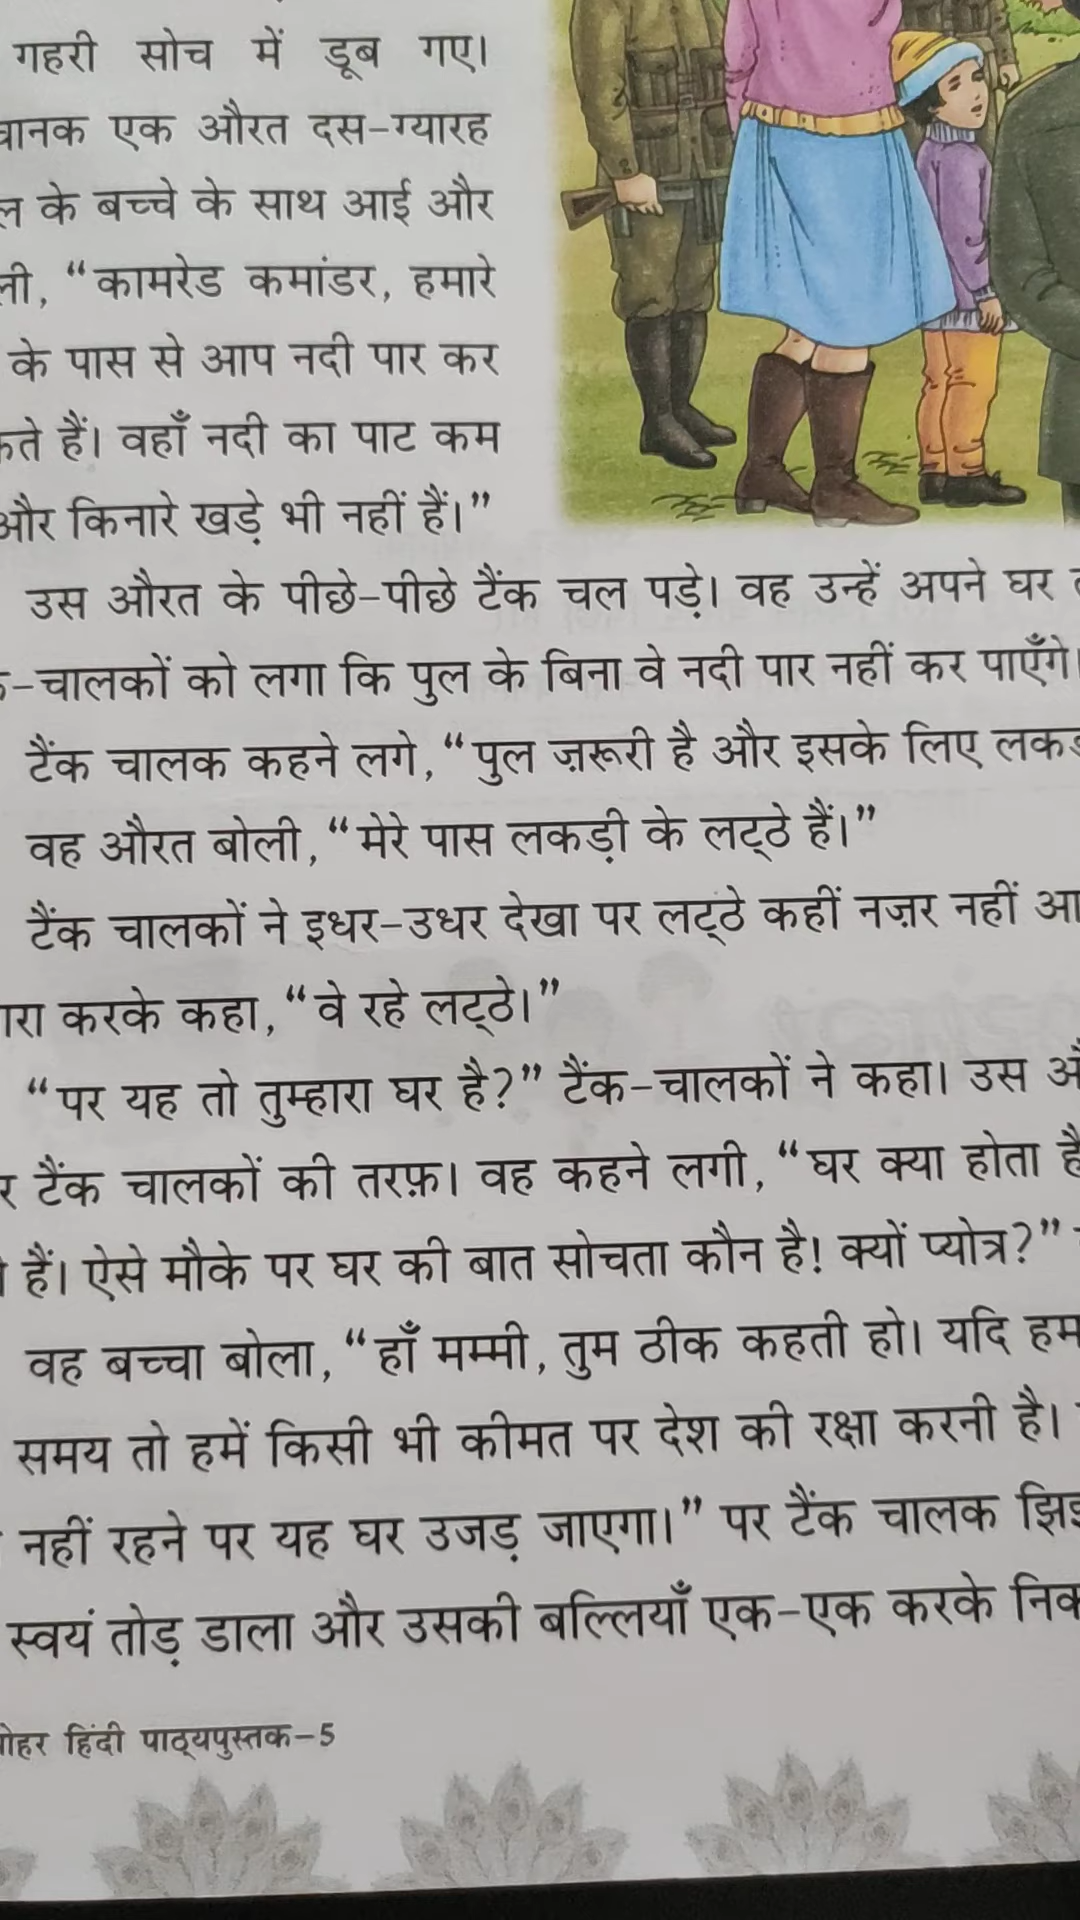 गहरी सोच में डूब गए।
एक औरत दस-ग्यारह
के बच्चे के साथ आई और
“कामरेड कमांडर, हमारे
के पास से आप नदी पार कर
हैं। वहाँ नदी का पाट कम
और किनारे खड़े भी नहीं हैं।”
उस औरत के पीछे-पीछे टैंक चल पड़े। वह उन्हें अपने घर
चालकों को लगा कि पुल के बिना वे नदी पार नहीं कर पाएँगे।
टैंक चालक कहने लगे, “पुल ज़रूरी है और इसके लिए
वह औरत बोली, “मेरे पास लकड़ी के लट्ठे हैं।”
टैंक चालकों ने इधर-उधर देखा पर लट्ठे कहीं नज़र नहीं
करके कहा, “वे रहे लट्ठे।”
“पर यह तो तुम्हारा घर है?” टैंक-चालकों ने कहा। उस
टैंक चालकों की तरफ़। वह कहने लगी, “घर क्या होता है
हैं। ऐसे मौके पर घर की बात सोचता कौन है! क्यों प्योत्र?”
वह बच्चा बोला, “हाँ मम्मी, तुम ठीक कहती हो। यदि हम
समय तो हमें किसी भी कीमत पर देश की रक्षा करनी है।
नहीं रहने पर यह घर उजड़ जाएगा।” पर टैंक चालक
स्वयं तोड़ डाला और उसकी बल्लियाँ एक-एक करके
हिंदी पाठ्यपुस्तक-5